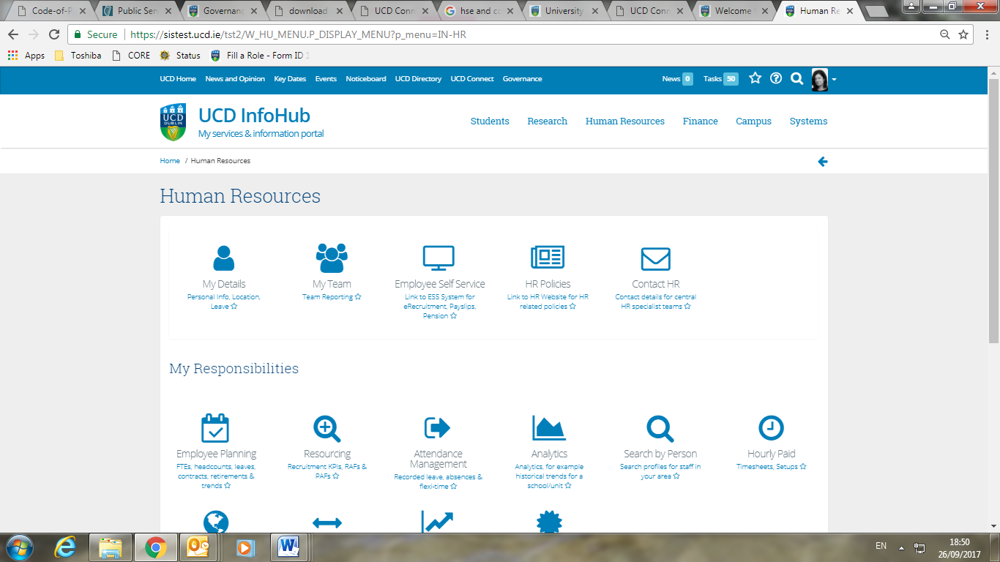 Code-of-P
Public Serv
Governanc
download
UCD Conn
hse and co
University
UCD Conn
Welcome
Human Re
Secure
https://sistest.ucd.ie/tst2/W_HU_MENU.P_DISPLAY_MENU?p_menu=IN-HR
Apps Toshiba CORE Status Fill a Role - Form ID 1
UCD Home News and Opinion Key Dates Events Noticeboard UCD Directory UCD Connect Governance News 0 Tasks 50
UCD
DUBLIN
UCD InfoHub
My services & information portal
Students Research Human Resources Finance Campus Systems
Home / Human Resources
Human Resources
My Details
Personal Info, Location,
Leave
My Team
Team Reporting
Employee Self Service
Link to ESS System for
eRecruitment, Payslips,
Pension
HR Policies
Link to HR Website for HR
related policies
Contact HR
Contact details for central
HR specialist teams
My Responsibilities
Employee Planning
FTEs, headcounts, leaves,
contracts, retirements &
trends
Resourcing
Recruitment KPIs, RAFs &
PAFs
Attendance
Management
Recorded leave, absences &
flexi-time
Analytics
Analytics, for example
historical trends for a
school/unit
Search by Person
Search profiles for staff in
your area
Hourly Paid
Timesheets, Setups
EN
18:50
26/09/2017